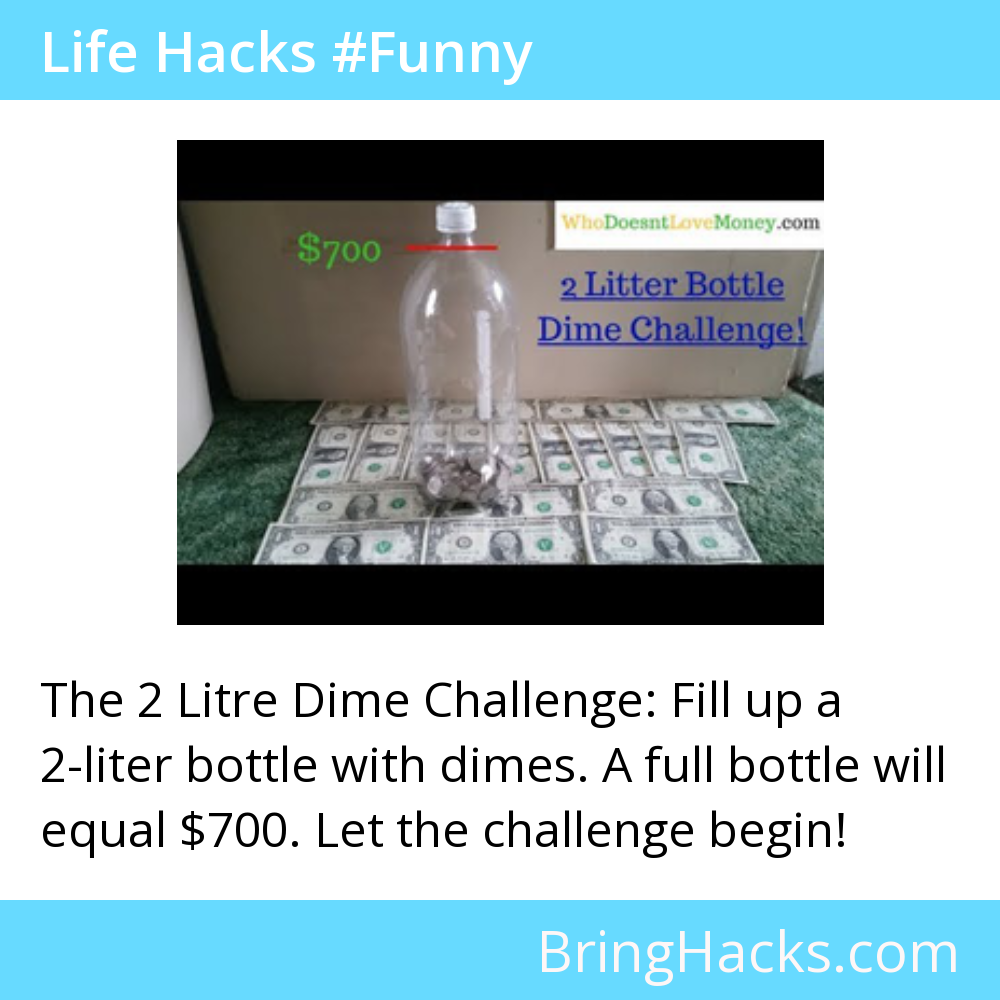 Life Hacks #Funny
WhoDoesntLoveMoney.com
$700
2 Litter Bottle
Dime Challenge!
The 2 Litre Dime Challenge: Fill up a
2-liter bottle with dimes. A full bottle will
equal $700. Let the challenge begin!
BringHacks.com